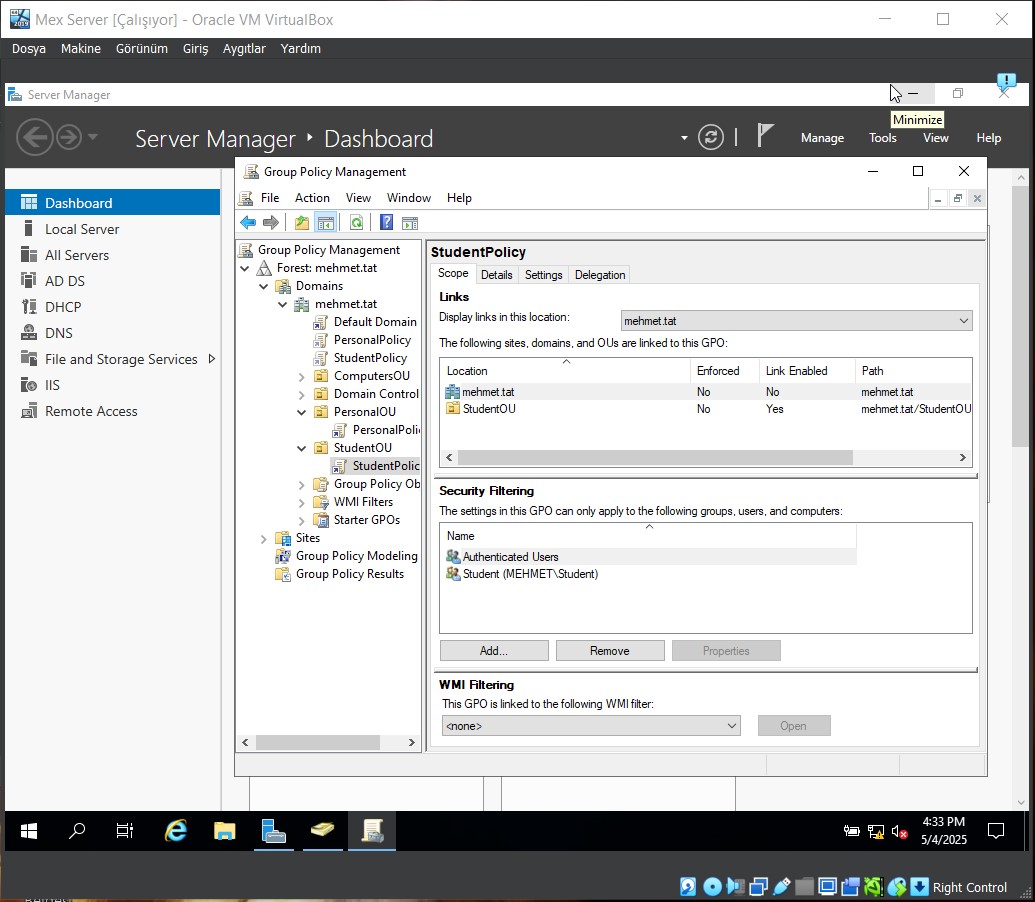 Mex Server [Çalışıyor] - Oracle VM VirtualBox
Dosya Makine Görünüm Giriş Aygıtlar Yardım
Server Manager
Minimize
Server Manager Dashboard
Manage Tools View Help
Dashboard
Local Server
All Servers
AD DS
DHCP
DNS
File and Storage Services
IIS
Remote Access
Group Policy Management
File Action View Window Help
Group Policy Management
Forest: mehmet.tat
Domains
mehmet.tat
Default Domain
PersonalPolicy
StudentPolicy
ComputersOU
Domain Control
PersonalOU
PersonalPolic
StudentOU
StudentPolic
Group Policy Ob
WMI Filters
Starter GPOs
Sites
Group Policy Modeling
Group Policy Results
StudentPolicy
Scope Details Settings Delegation
Links
Display links in this location: mehmet.tat
The following sites, domains, and OUs are linked to this GPO:
Location Enforced Link Enabled Path
mehmet.tat No No mehmet.tat
StudentOU No Yes mehmet.tat/StudentOU
Security Filtering
The settings in this GPO can only apply to the following groups, users, and computers:
Name
Authenticated Users
Student (MEHMET\Student)
Add... Remove Properties
WMI Filtering
This GPO is linked to the following WMI filter:
<none> Open
4:33 PM
5/4/2025
Right Control